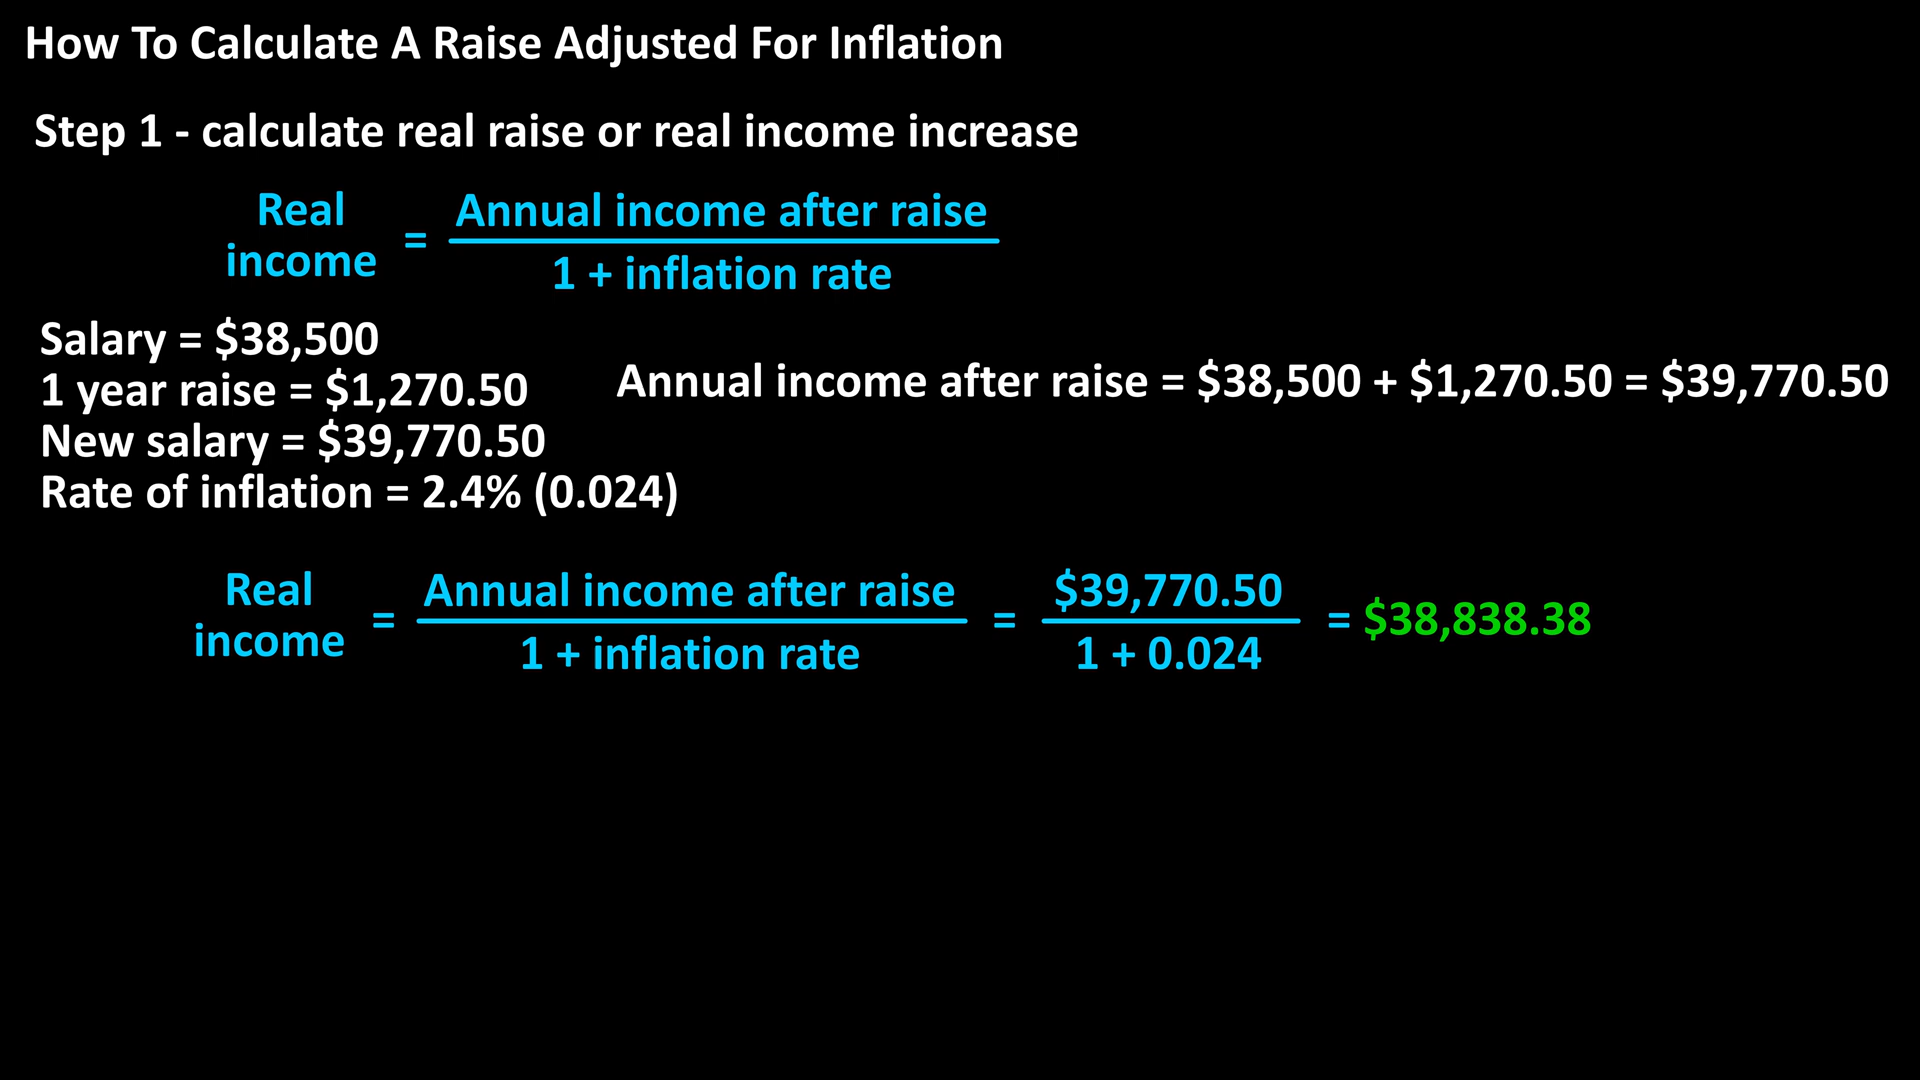 How To Calculate A Raise Adjusted For Inflation
Step 1 - calculate real raise or real income increase
Real income = Annual income after raise / 1 + inflation rate
Salary = $38,500
1 year raise = $1,270.50
New salary = $39,770.50
Rate of inflation = 2.4% (0.024)
Annual income after raise = $38,500 + $1,270.50 = $39,770.50
Real income = Annual income after raise / 1 + inflation rate = $39,770.50 / 1 + 0.024 = $38,838.38